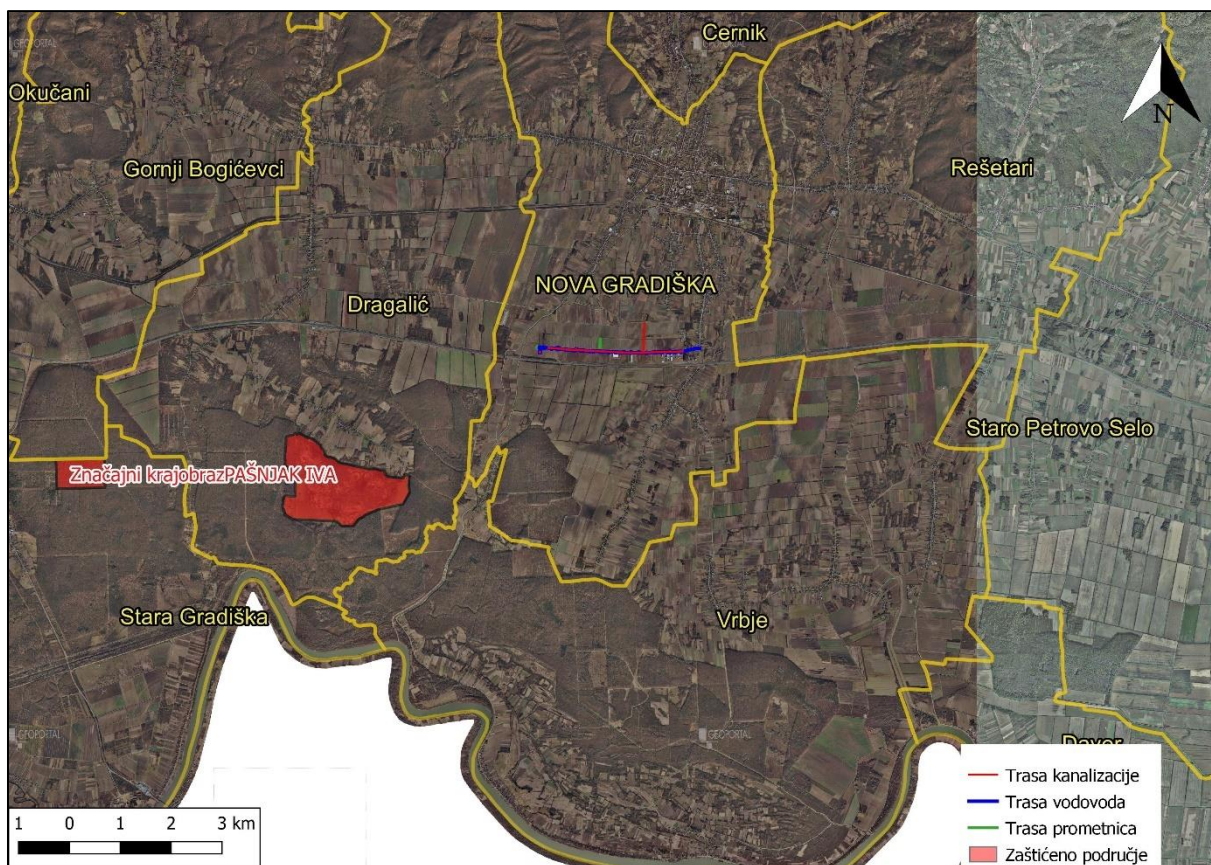 Cernik
GEOPORTAL
GEOPORTAL
Okučani
N
Gornji Bogićevci
Rešetari
NOVA GRADIŠKA
Dragalić
Staro Petrovo Selo
Značajni krajobrazPAŠNJAK IVA
Stara Gradiška
Vrbje
GEOPORTAL
GEOPORTAL
Davor
Trasa kanalizacije
Trasa vodovoda
Trasa prometnica
Zaštićeno područje
1 0 1 2 3 km